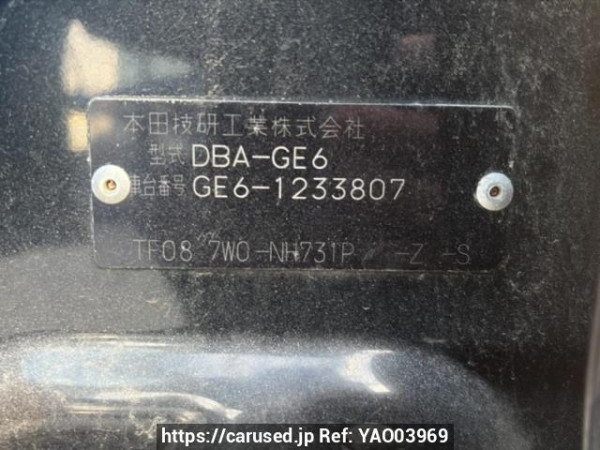 本田技研工業株式会社
型式 DBA-GE6
車台番号 GE6-1233807
TF08 7W0-NH731P -Z -S
https://carused.jp Ref: YA003969